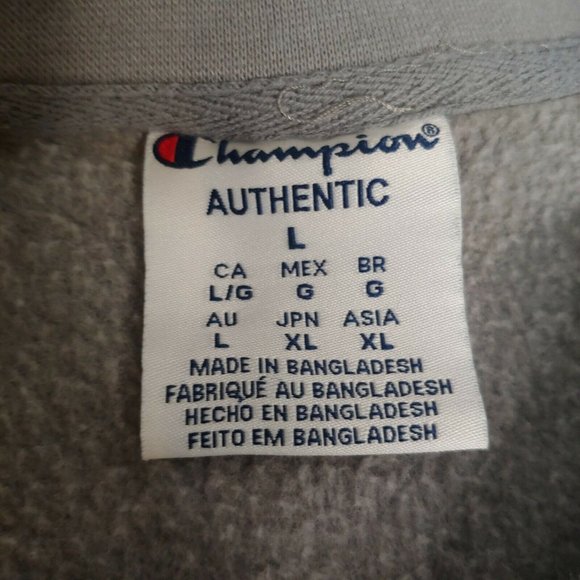 Champion®
AUTHENTIC
L
CA MEX BR
L/G G G
AU JPN ASIA
L XL XL
MADE IN BANGLADESH
FABRIQUÉ AU BANGLADESH
HECHO EN BANGLADESH
FEITO EM BANGLADESH